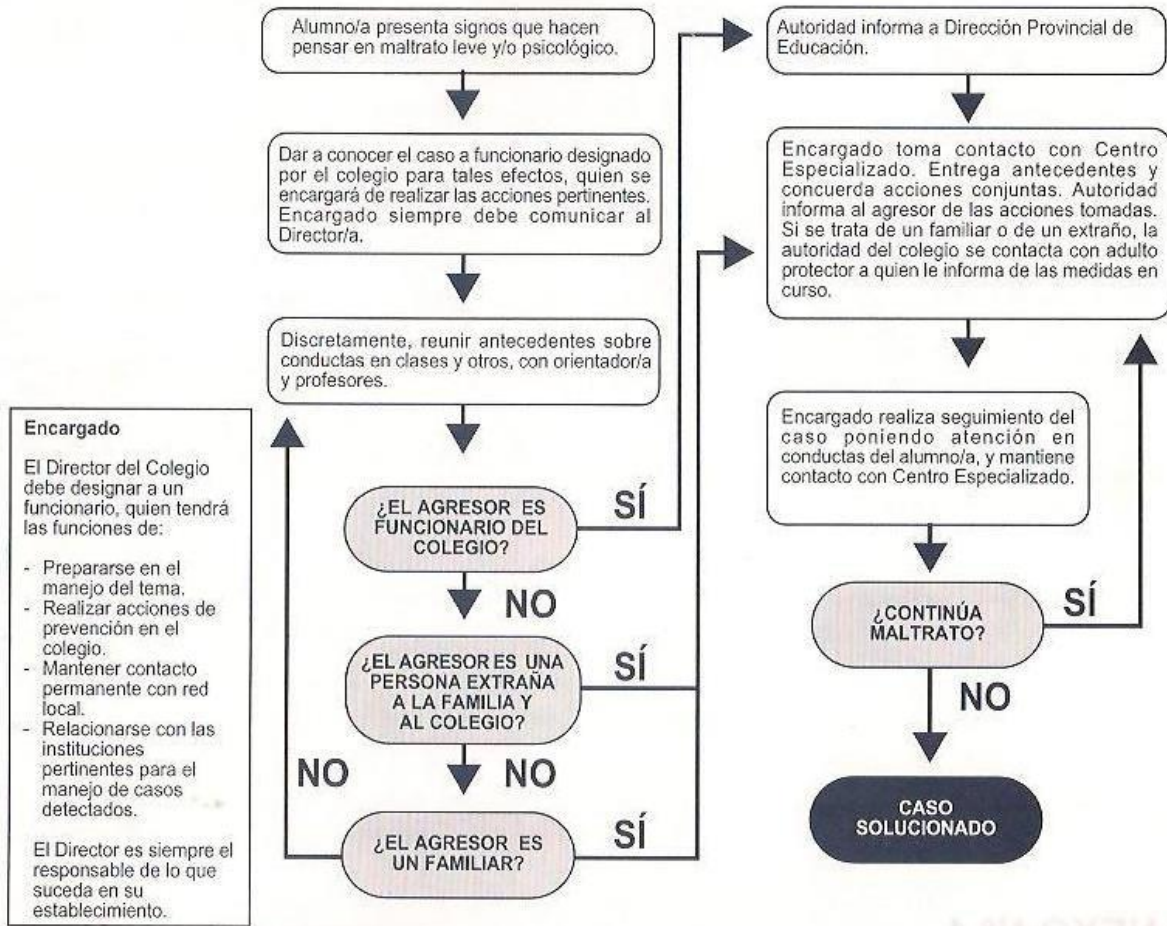 Alumno/a presenta signos que hacen
pensar en maltrato leve y/o psicológico.
Dar a conocer el caso a funcionario designado
por el colegio para tales efectos, quien se
encargará de realizar las acciones pertinentes.
Encargado siempre debe comunicar al
Director/a.
Discretamente, reunir antecedentes sobre
conductas en clases y otros, con orientador/a
y profesores.
¿EL AGRESOR ES
FUNCIONARIO DEL
COLEGIO?
SÍ
NO
¿EL AGRESOR ES UNA
PERSONA EXTRAÑA
A LA FAMILIA Y
AL COLEGIO?
SÍ
NO
¿EL AGRESOR ES
UN FAMILIAR?
SÍ
NO
Encargado
El Director del Colegio
debe designar a un
funcionario, quien tendrá
las funciones de:
- Prepararse en el
manejo del tema.
- Realizar acciones de
prevención en el
colegio.
- Mantener contacto
permanente con red
local.
- Relacionarse con las
instituciones
pertinentes para el
manejo de casos
detectados.
El Director es siempre el
responsable de lo que
suceda en su
establecimiento.
Autoridad informa a Dirección Provincial de
Educación.
Encargado toma contacto con Centro
Especializado. Entrega antecedentes y
concuerda acciones conjuntas. Autoridad
informa al agresor de las acciones tomadas.
Si se trata de un familiar o de un extraño, la
autoridad del colegio se contacta con adulto
protector a quien le informa de las medidas en
curso.
Encargado realiza seguimiento del
caso poniendo atención en
conductas del alumno/a, y mantiene
contacto con Centro Especializado.
¿CONTINÚA
MALTRATO?
SÍ
NO
CASO
SOLUCIONADO